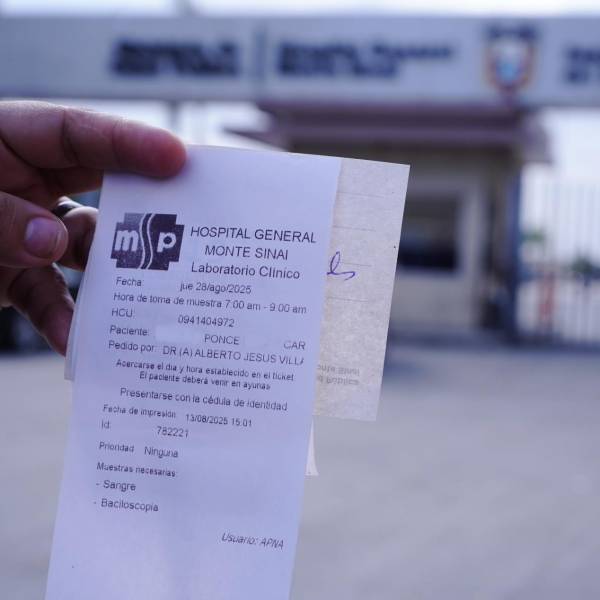 msp
HOSPITAL GENERAL
MONTE SINAI
Laboratorio Clínico
Fecha: jue 28/ago/2025
Hora de toma de muestra 7:00 am - 9:00 am
HCU: 0941404972
Paciente: PONCE CAR
Pedido por: DR (A) ALBERTO JESUS VILLA
Acercarse el dia y hora establecido en el ticket
El paciente deberá venir en ayunas
Presentarse con la cédula de identidad
Fecha de impresión: 13/08/2025 15:01
Id: 782221
Prioridad Ninguna
Muestras necesarias:
- Sangre
- Baciloscopia
Usuario: APNA